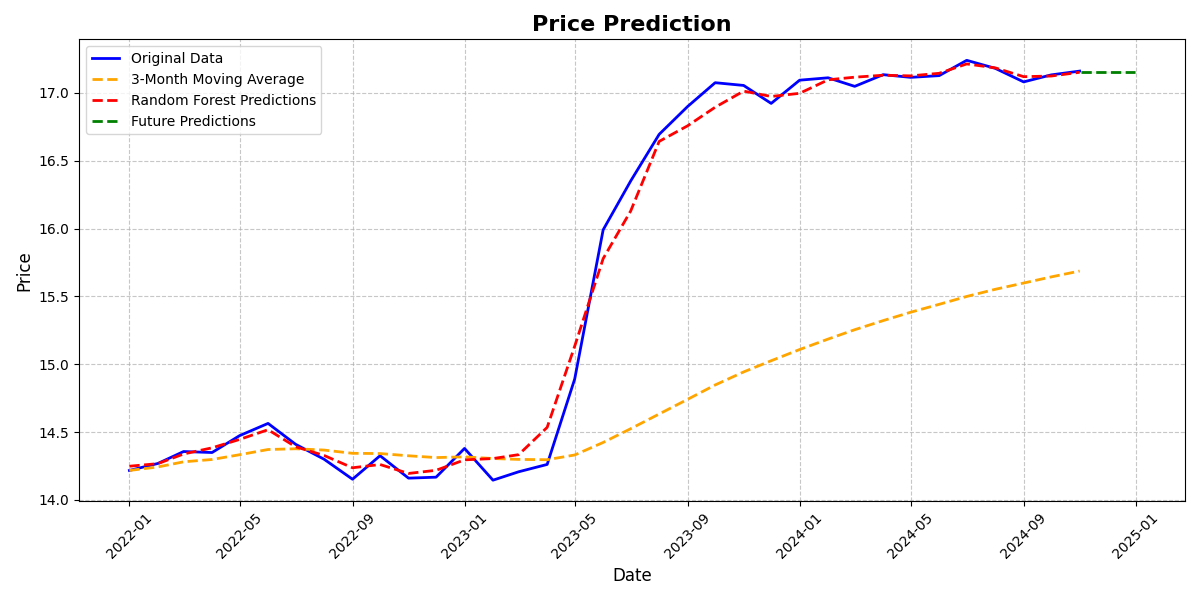 Price Prediction
Original Data
3-Month Moving Average
Random Forest Predictions
Future Predictions
Price
17.0
16.5
16.0
15.5
15.0
14.5
14.0
2022-01
2022-05
2022-09
2023-01
2023-05
2023-09
2024-01
2024-05
2024-09
2025-01
Date